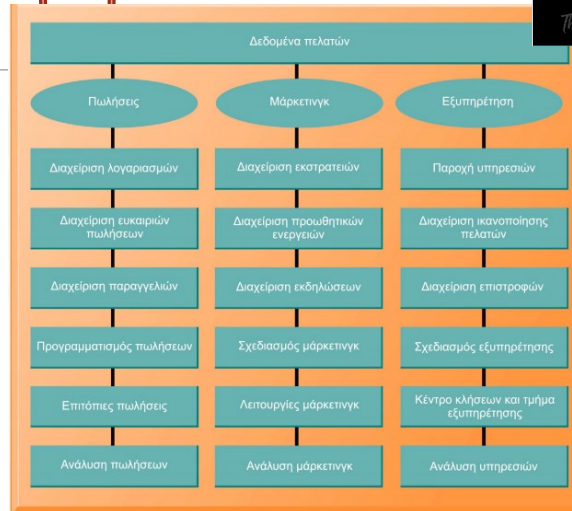 Δεδομένα πελατών
Πωλήσεις
Μάρκετινγκ
Εξυπηρέτηση
Διαχείριση λογαριασμών
Διαχείριση εκστρατειών
Παροχή υπηρεσιών
Διαχείριση ευκαιριών
πωλήσεων
Διαχείριση προωθητικών
ενεργειών
Διαχείριση ικανοποίησης
πελατών
Διαχείριση παραγγελιών
Διαχείριση εκδηλώσεων
Διαχείριση επιστροφών
Προγραμματισμός πωλήσεων
Σχεδιασμός μάρκετινγκ
Σχεδιασμός εξυπηρέτησης
Επιτόπιες πωλήσεις
Λειτουργίες μάρκετινγκ
Κέντρο κλήσεων και τμήμα
εξυπηρέτησης
Ανάλυση πωλήσεων
Ανάλυση μάρκετινγκ
Ανάλυση υπηρεσιών